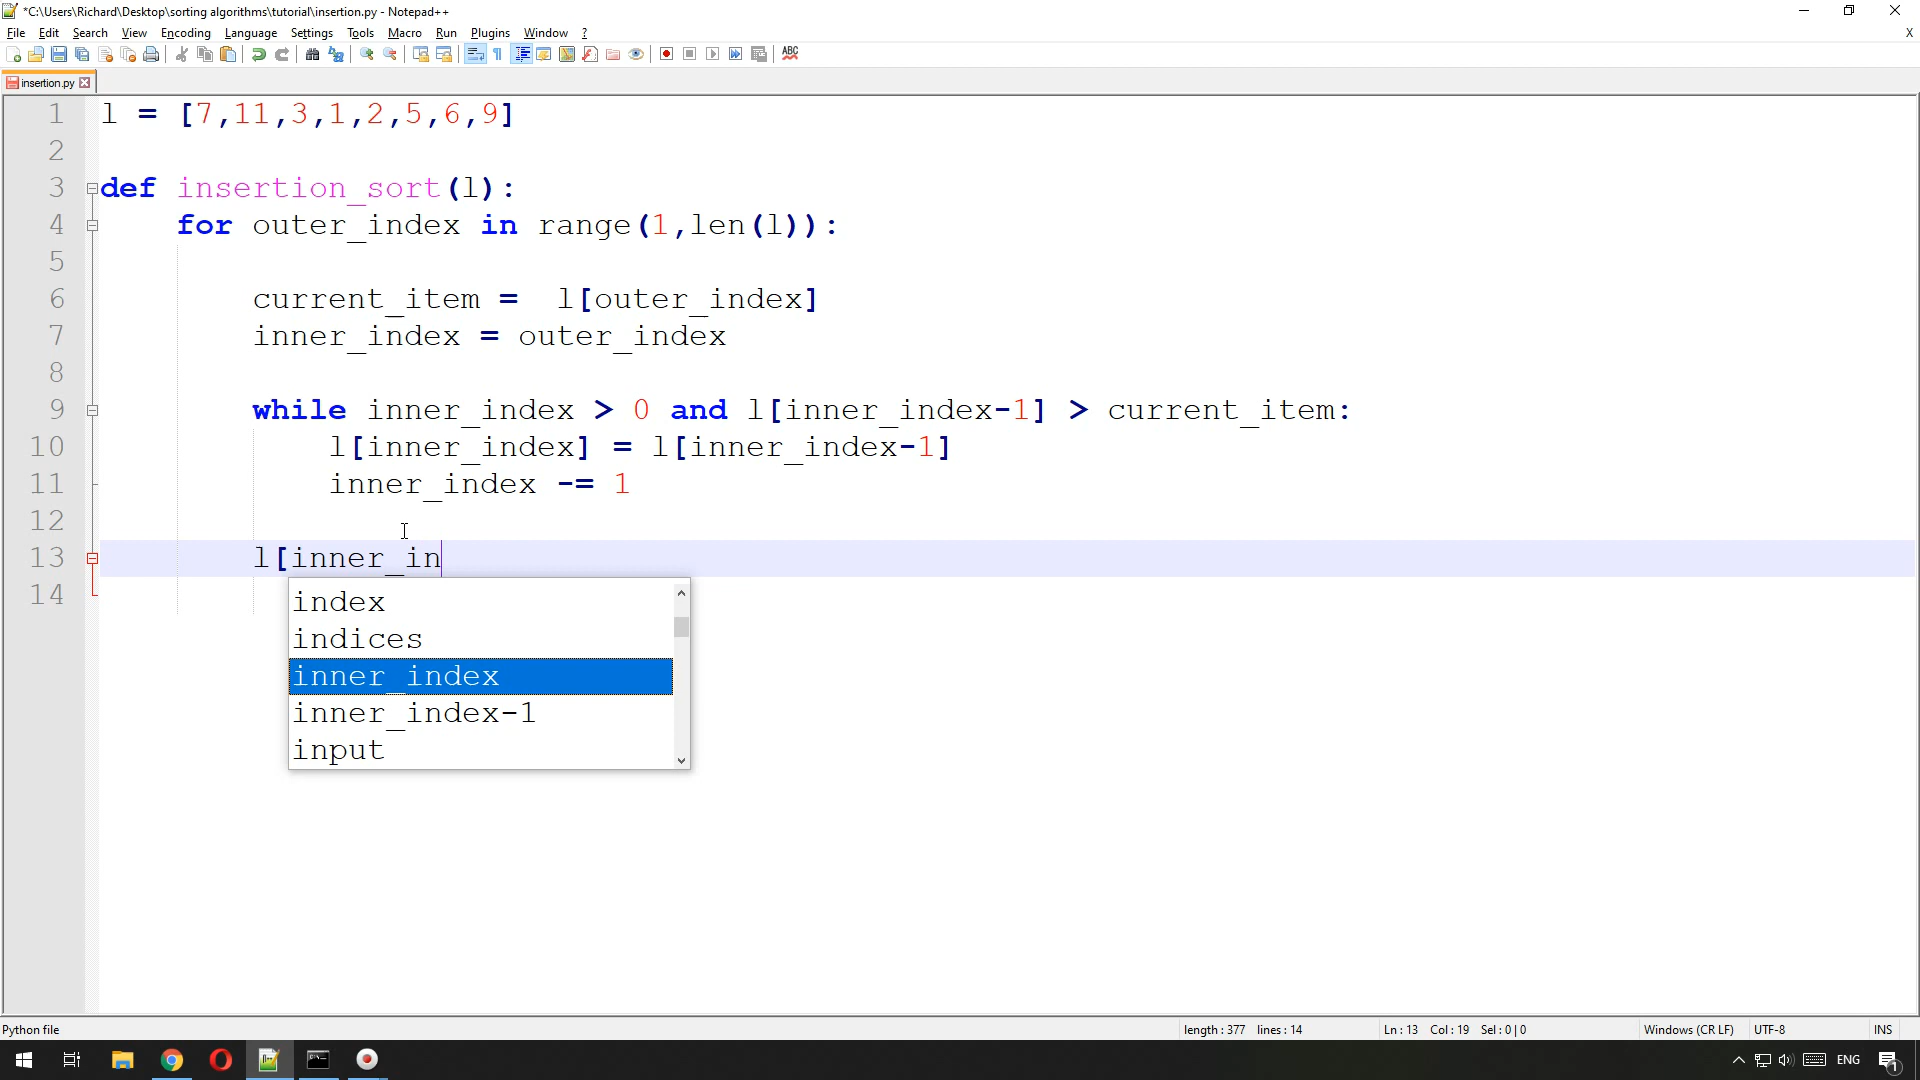 *C:\Users\Richard\Desktop\sorting algorithms\tutorial\insertion.py - Notepad++
File Edit Search View Encoding Language Settings Tools Macro Run Plugins Window ? X
ABC
insertion.py
1 l = [7,11,3,1,2,5,6,9]
2
3 def insertion_sort(l):
4 for outer_index in range(1,len(l)):
5
6 current_item =  l[outer_index]
7 inner_index = outer_index
8
9 while inner_index > 0 and l[inner_index-1] > current_item:
10 l[inner_index] = l[inner_index-1]
11 inner_index -= 1
12
13 l[inner_in
14
index
indices
inner_index
inner_index-1
input
Python file length : 377 lines : 14 Ln : 13 Col : 19 Sel : 0 | 0 Windows (CR LF) UTF-8 INS
ENG 1